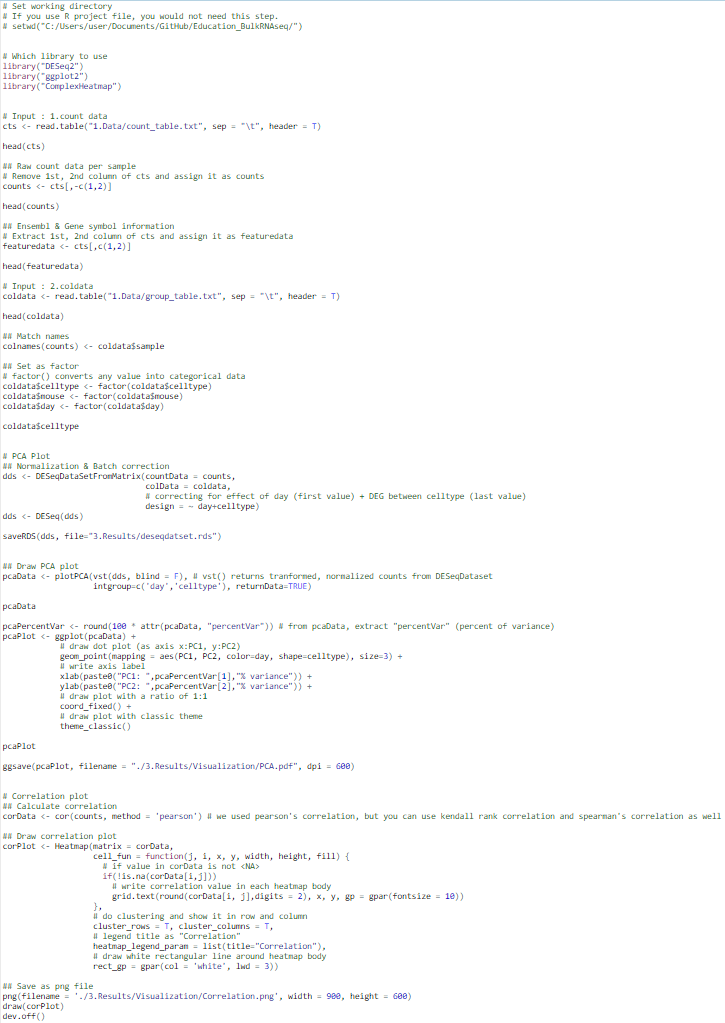 # Set working directory
# If you use R project file, you would not need this step.
# setwd("C:/Users/user/Documents/GitHub/Education_BulkRNAseq/")
# Which library to use
library("DESeq2")
library("ggplot2")
library("ComplexHeatmap")
# Input : 1.count data
cts <- read.table("1.Data/count_table.txt", sep = "\t", header = T)
head(cts)
## Raw count data per sample
# Remove 1st, 2nd column of cts and assign it as counts
counts <- cts[,-c(1,2)]
head(counts)
## Ensembl & Gene symbol information
# Extract 1st, 2nd column of cts and assign it as featuredata
featuredata <- cts[,c(1,2)]
head(featuredata)
# Input : 2.coldata
coldata <- read.table("1.Data/group_table.txt", sep = "\t", header = T)
head(coldata)
## Match names
colnames(counts) <- coldata$sample
## Set as factor
# factor() converts any value into categorical data
coldata$celltype <- factor(coldata$celltype)
coldata$mouse <- factor(coldata$mouse)
coldata$day <- factor(coldata$day)
coldata$celltype
# PCA Plot
## Normalization & Batch correction
dds <- DESeqDataSetFromMatrix(countData = counts,
colData = coldata,
# correcting for effect of day (first value) + DEG between celltype (last value)
design = ~ day+celltype)
dds <- DESeq(dds)
saveRDS(dds, file="3.Results/deseqdatset.rds")
## Draw PCA plot
pcaData <- plotPCA(vst(dds, blind = F), # vst() returns tranformed, normalized counts from DESeqDataset
intgroup=c('day','celltype'), returnData=TRUE)
pcaData
pcaPercentVar <- round(100 * attr(pcaData, "percentVar")) # from pcaData, extract "percentVar" (percent of variance)
pcaPlot <- ggplot(pcaData) +
# draw dot plot (as axis x:PC1, y:PC2)
geom_point(mapping = aes(PC1, PC2, color=day, shape=celltype), size=3) +
# write axis label
xlab(paste0("PC1: ",pcaPercentVar[1],"% variance")) +
ylab(paste0("PC2: ",pcaPercentVar[2],"% variance")) +
# draw plot with a ratio of 1:1
coord_fixed() +
# draw plot with classic theme
theme_classic()
pcaPlot
ggsave(pcaPlot, filename = "./3.Results/Visualization/PCA.pdf", dpi = 600)
# Correlation plot
## Calculate correlation
corData <- cor(counts, method = 'pearson') # we used pearson's correlation, but you can use kendall rank correlation and spearman's correlation as well
## Draw correlation plot
corPlot <- Heatmap(matrix = corData,
cell_fun = function(j, i, x, y, width, height, fill) {
# if value in corData is not <NA>
if(!is.na(corData[i,j]))
# write correlation value in each heatmap body
grid.text(round(corData[i, j],digits = 2), x, y, gp = gpar(fontsize = 10))
},
# do clustering and show it in row and column
cluster_rows = T, cluster_columns = T,
# legend title as "Correlation"
heatmap_legend_param = list(title="Correlation"),
# draw white rectangular line around heatmap body
rect_gp = gpar(col = 'white', lwd = 3))
## Save as png file
png(filename = './3.Results/Visualization/Correlation.png', width = 900, height = 600)
draw(corPlot)
dev.off()